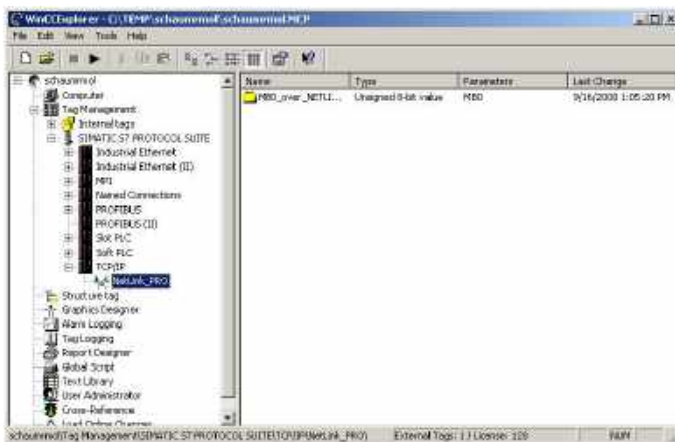 WinCCExplorer - C:\TEMP\schaunmol\schaunmol.MCP
File Edit View Tools Help
schaunmol
Computer
Tag Management
Internal tags
SIMATIC S7 PROTOCOL SUITE
Industrial Ethernet
Industrial Ethernet (II)
MPI
Named Connections
PROFIBUS
PROFIBUS (II)
Slot PLC
Soft PLC
TCP/IP
NetLink_PRO
Structure tag
Graphics Designer
Alarm Logging
Tag Logging
Report Designer
Global Script
Text Library
User Administrator
Cross-Reference
Load Online Changes
Name Type Parameters Last Change
MB0_over_NETLI... Unsigned 8-bit value MB0 9/16/2008 1:05:20 PM
schaunmol\Tag Management\SIMATIC S7 PROTOCOL SUITE\TCP/IP\NetLink_PRO\ External Tags: 1 / License: 128 NUM